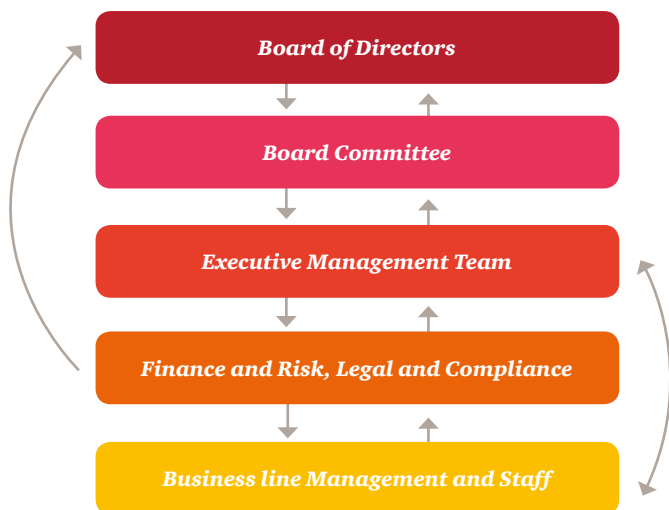 Board of Directors
Board Committee
Executive Management Team
Finance and Risk, Legal and Compliance
Business line Management and Staff